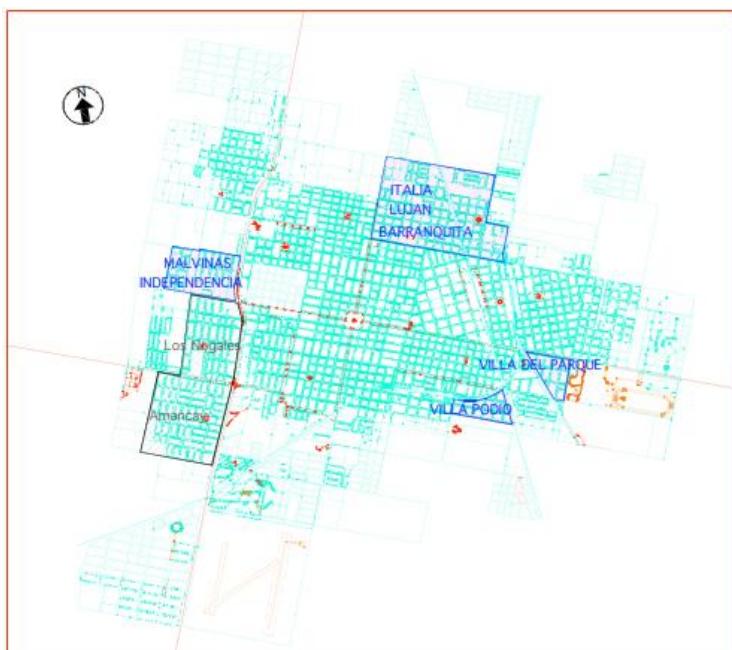 N
ITALIA
LUJAN
BARRANQUITA
MALVINAS
INDEPENDENCIA
Los Nogales
VILLA DEL PARQUE
VILLA PODIO
Amancay